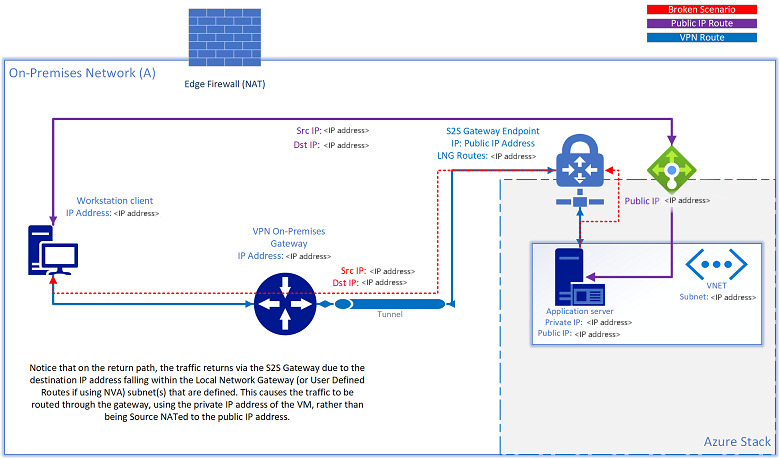 Broken Scenario
Public IP Route
VPN Route
On-Premises Network (A)
Edge Firewall (NAT)
Src IP: <IP address>
Dst IP: <IP address>
S2S Gateway Endpoint
IP: Public IP Address
LNG Routes: <IP address>
Workstation client
IP Address: <IP address>
Public IP <IP address>
VPN On-Premises
Gateway
IP Address: <IP address>
Src IP: <IP address>
Dst IP: <IP address>
Tunnel
VNET
Subnet: <IP address>
Application server
Private IP: <IP address>
Public IP: <IP address>
Notice that on the return path, the traffic returns via the S2S Gateway due to the
destination IP address falling within the Local Network Gateway (or User Defined
Routes if using NVA) subnet(s) that are defined. This causes the traffic to be
routed through the gateway, using the private IP address of the VM, rather than
being Source NATed to the public IP address.
Azure Stack